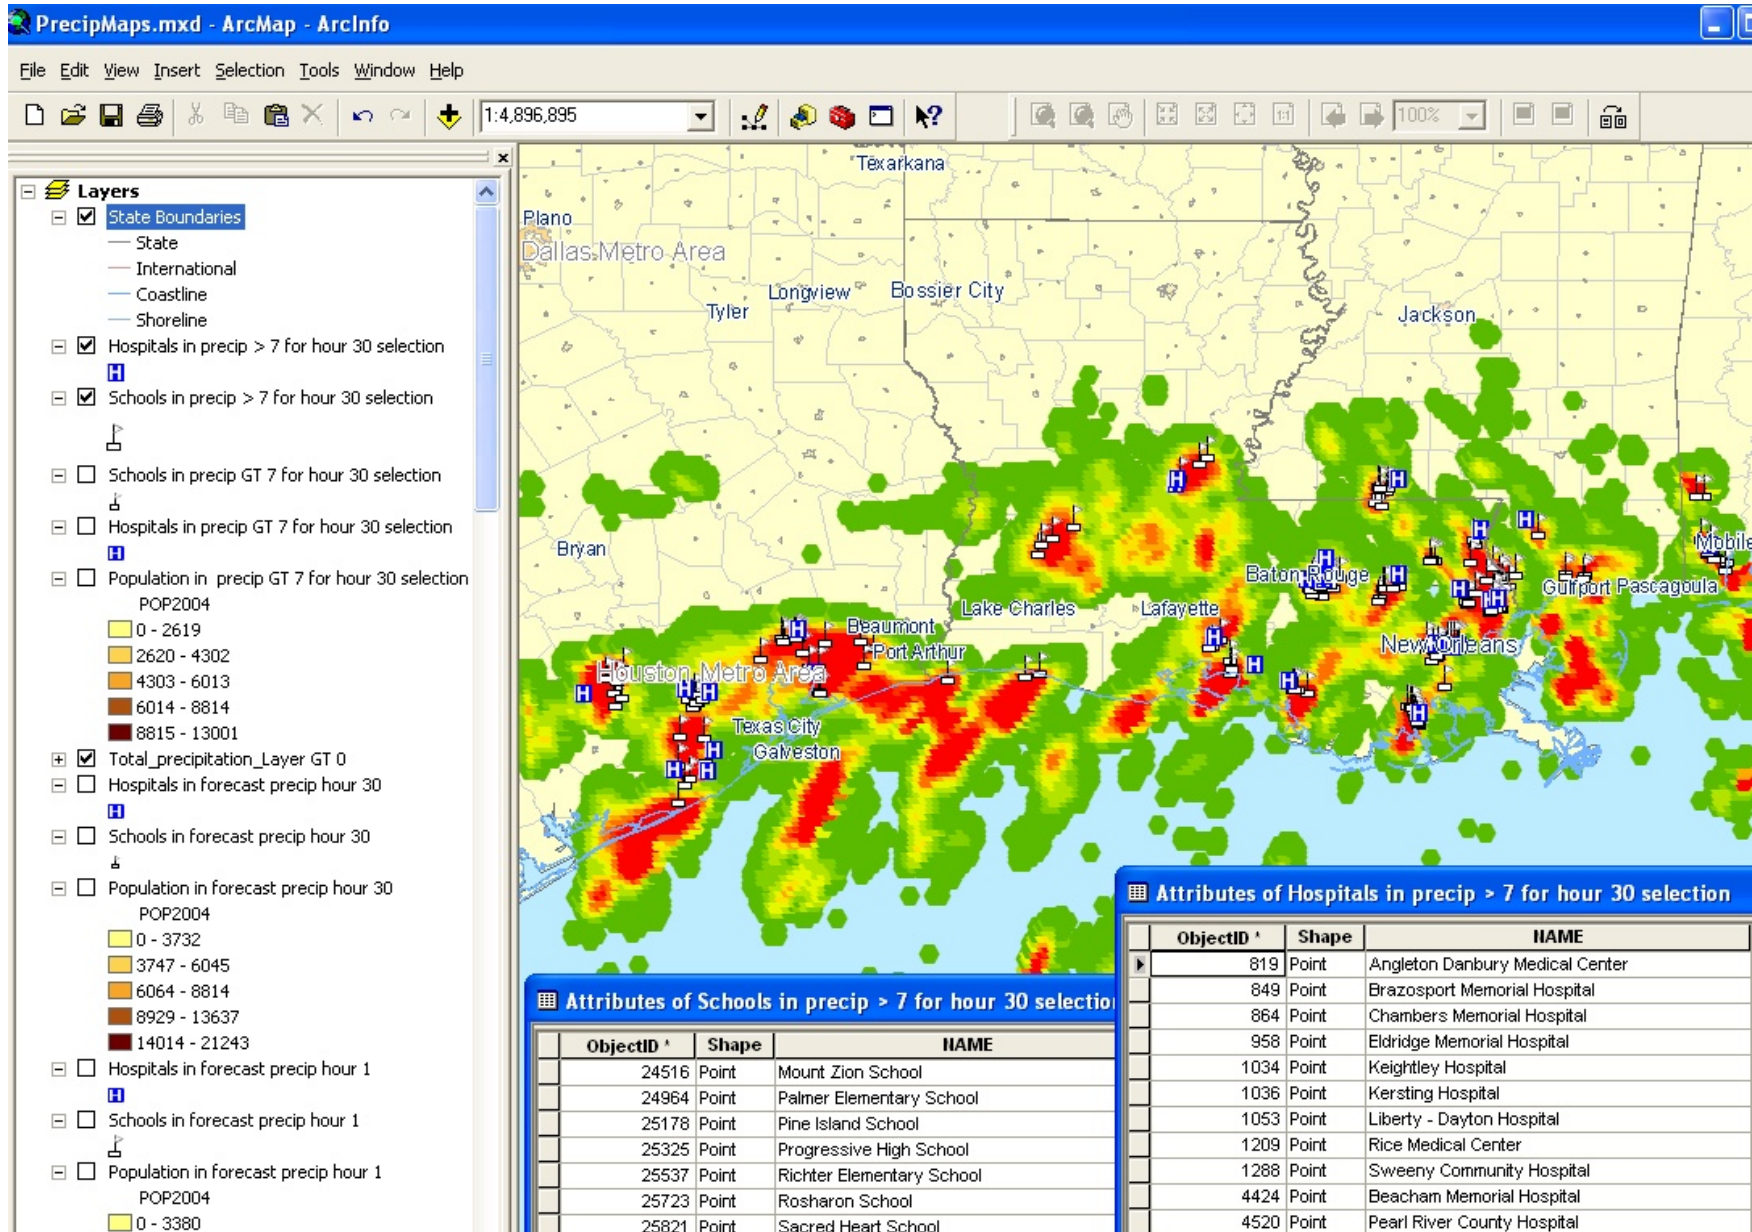 PrecipMaps.mxd - ArcMap - ArcInfo
File Edit View Insert Selection Tools Window Help
1:4,896,895
100%
Layers
State Boundaries
State
International
Coastline
Shoreline
Hospitals in precip > 7 for hour 30 selection
H
Schools in precip > 7 for hour 30 selection
Schools in precip GT 7 for hour 30 selection
Hospitals in precip GT 7 for hour 30 selection
H
Population in precip GT 7 for hour 30 selection
POP2004
0 - 2619
2620 - 4302
4303 - 6013
6014 - 8814
8815 - 13001
Total_precipitation_Layer GT 0
Hospitals in forecast precip hour 30
H
Schools in forecast precip hour 30
Population in forecast precip hour 30
POP2004
0 - 3732
3747 - 6045
6064 - 8814
8929 - 13637
14014 - 21243
Hospitals in forecast precip hour 1
H
Schools in forecast precip hour 1
Population in forecast precip hour 1
POP2004
0 - 3380
Texarkana
Plano
Dallas Metro Area
Longview
Bossier City
Tyler
Jackson
Bryan
Mobile
Baton Rouge
Gulfport
Pascagoula
Lake Charles
Lafayette
Beaumont
New Orleans
Port Arthur
Houston Metro Area
Texas City
Galveston
Attributes of Schools in precip > 7 for hour 30 selection
ObjectID * Shape NAME
24516 Point Mount Zion School
24964 Point Palmer Elementary School
25178 Point Pine Island School
25325 Point Progressive High School
25537 Point Richter Elementary School
25723 Point Rosharon School
25821 Point Sacred Heart School
Attributes of Hospitals in precip > 7 for hour 30 selection
ObjectID * Shape NAME
819 Point Angleton Danbury Medical Center
849 Point Brazosport Memorial Hospital
864 Point Chambers Memorial Hospital
958 Point Eldridge Memorial Hospital
1034 Point Keightley Hospital
1036 Point Kersting Hospital
1053 Point Liberty - Dayton Hospital
1209 Point Rice Medical Center
1288 Point Sweeny Community Hospital
4424 Point Beacham Memorial Hospital
4520 Point Pearl River County Hospital